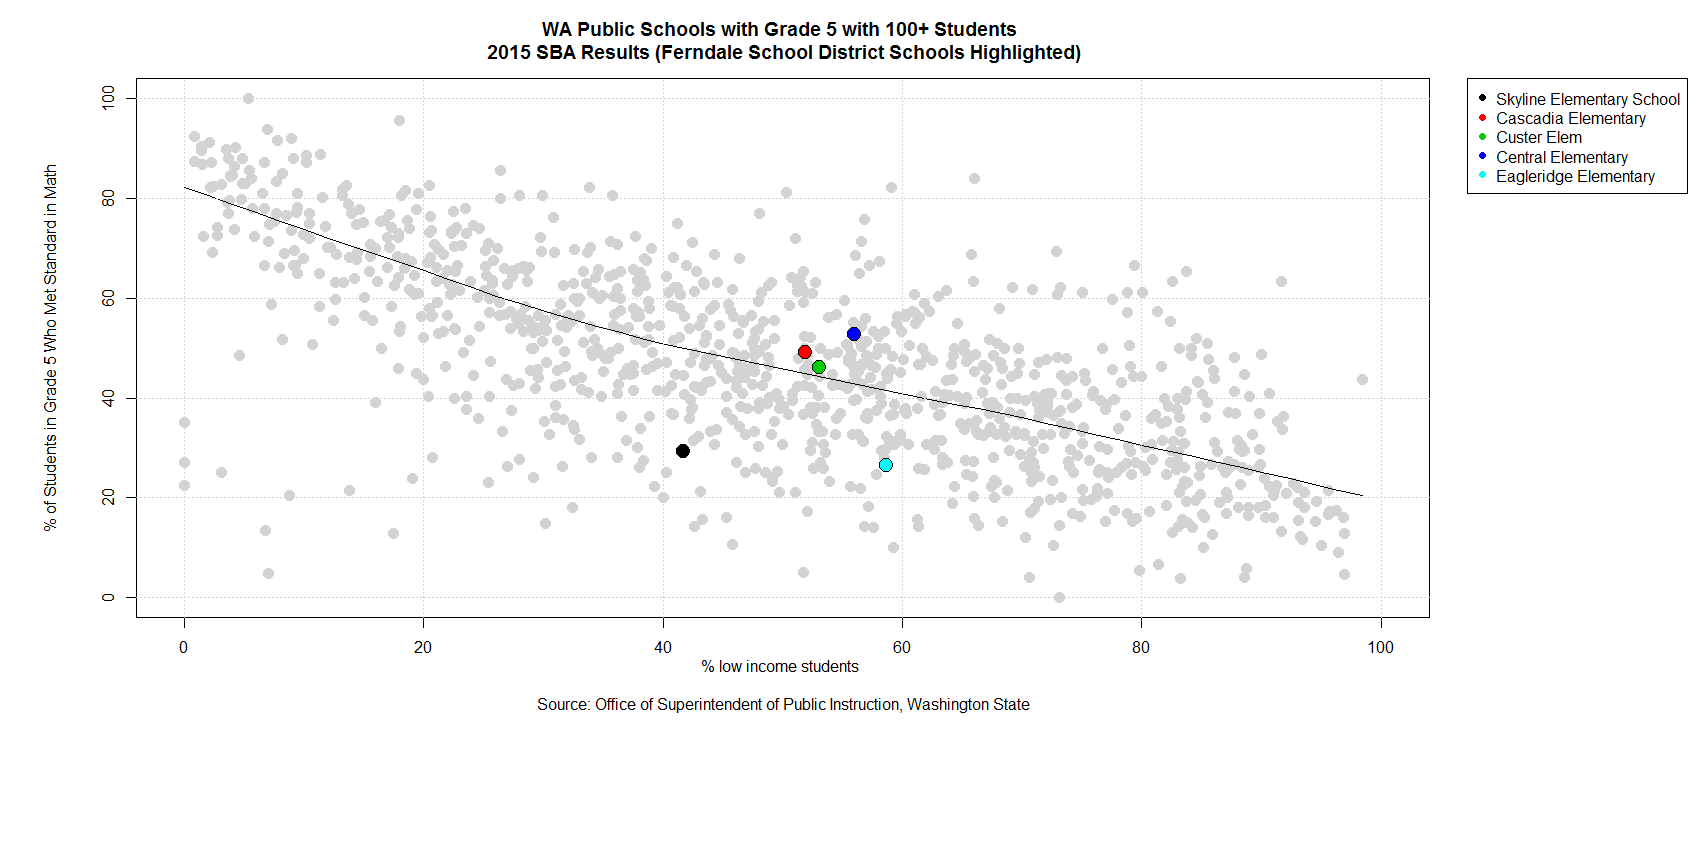 WA Public Schools with Grade 5 with 100+ Students
2015 SBA Results (Ferndale School District Schools Highlighted)
% of Students in Grade 5 Who Met Standard in Math
100
80
60
40
20
0
0
20
40
60
80
100
% low income students
Source: Office of Superintendent of Public Instruction, Washington State
Skyline Elementary School
Cascadia Elementary
Custer Elem
Central Elementary
Eagleridge Elementary